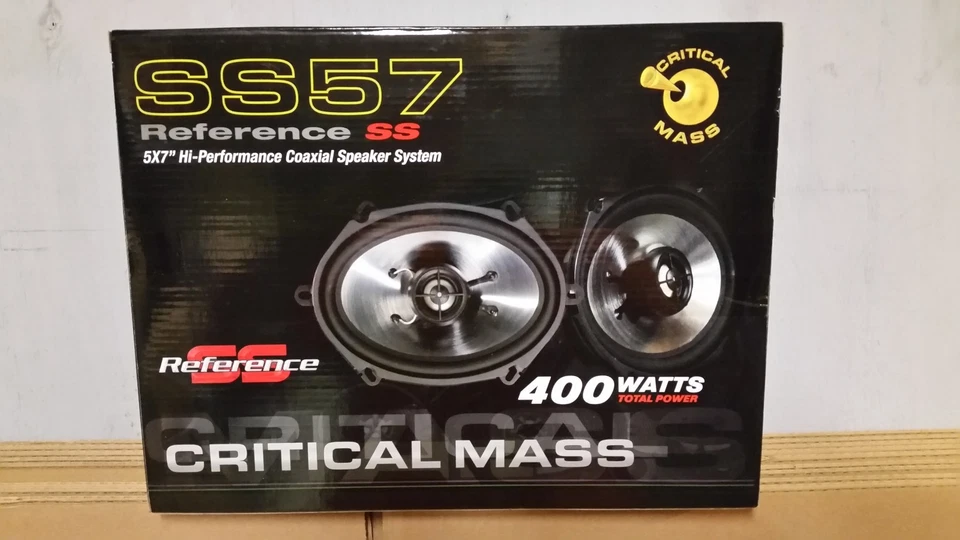 SS57
Reference SS
5X7" Hi-Performance Coaxial Speaker System
CRITICAL
MASS
Reference
SS
400 WATTS
TOTAL POWER
CRITICAL MASS